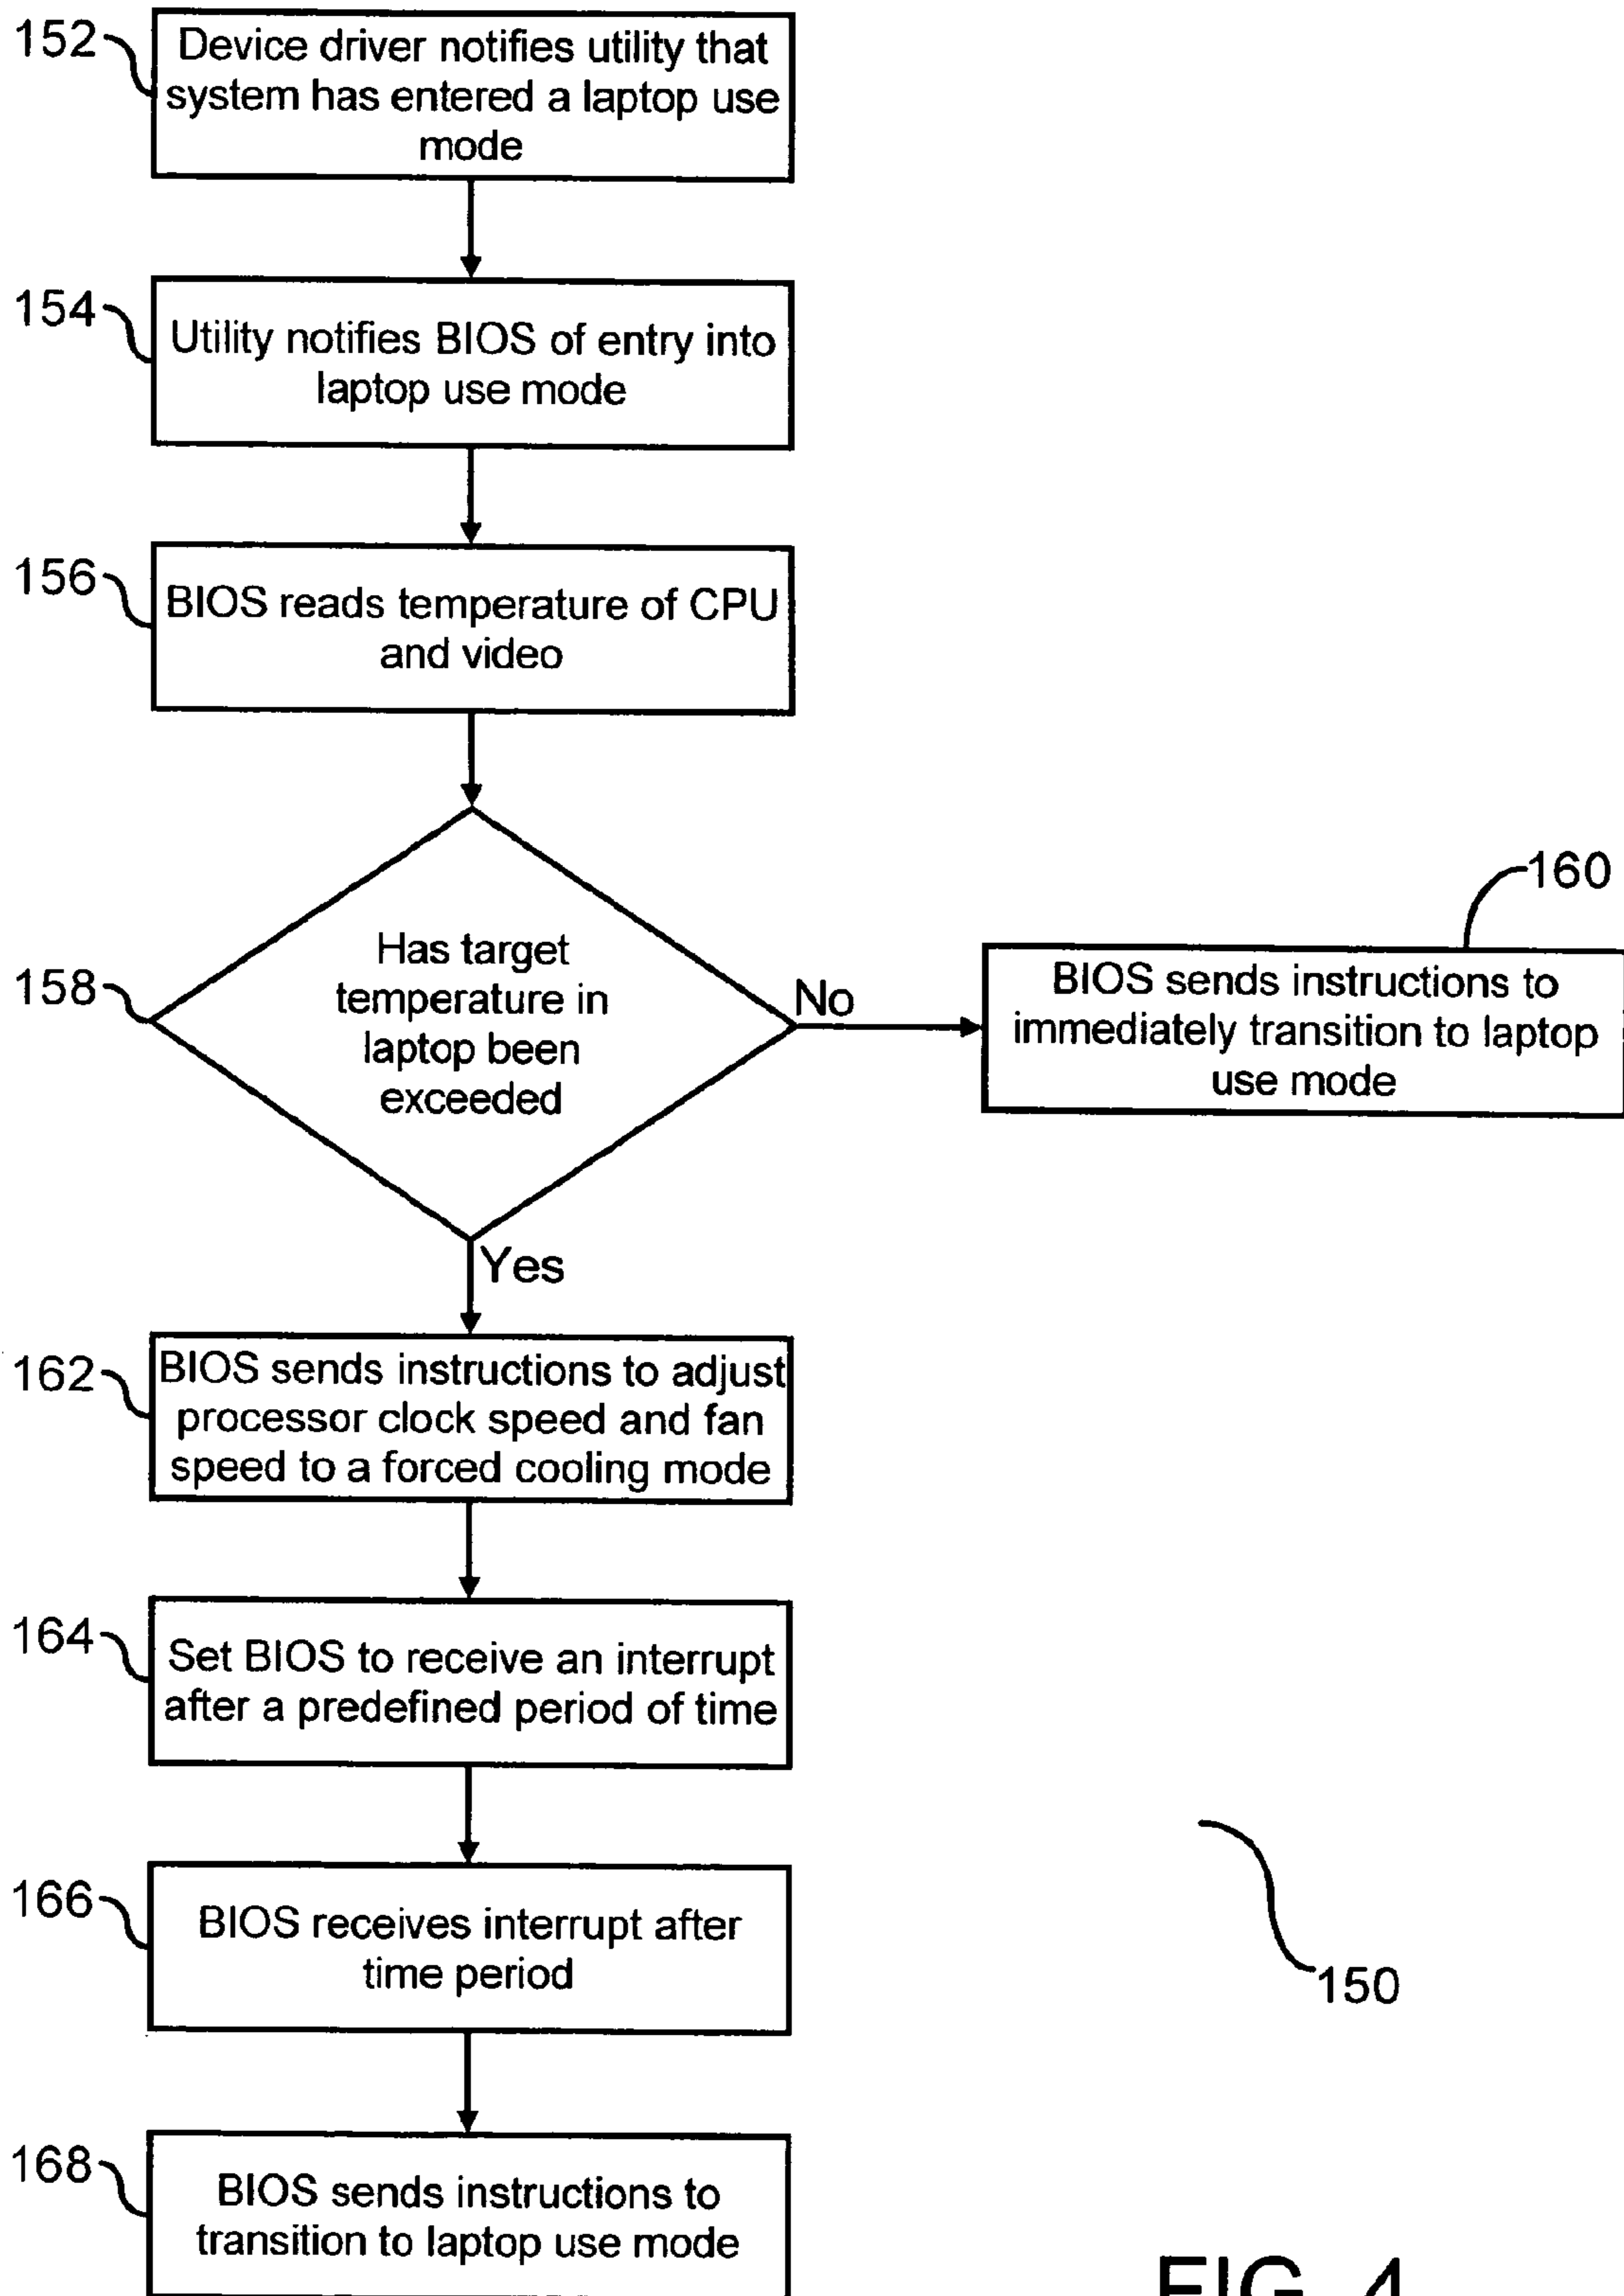 152
Device driver notifies utility that
system has entered a laptop use
mode
154
Utility notifies BIOS of entry into
laptop use mode
156
BIOS reads temperature of CPU
and video
158
Has target
temperature in
laptop been
exceeded
No
160
BIOS sends instructions to
immediately transition to laptop
use mode
Yes
162
BIOS sends instructions to adjust
processor clock speed and fan
speed to a forced cooling mode
164
Set BIOS to receive an interrupt
after a predefined period of time
166
BIOS receives interrupt after
time period
150
168
BIOS sends instructions to
transition to laptop use mode
FIG. 4